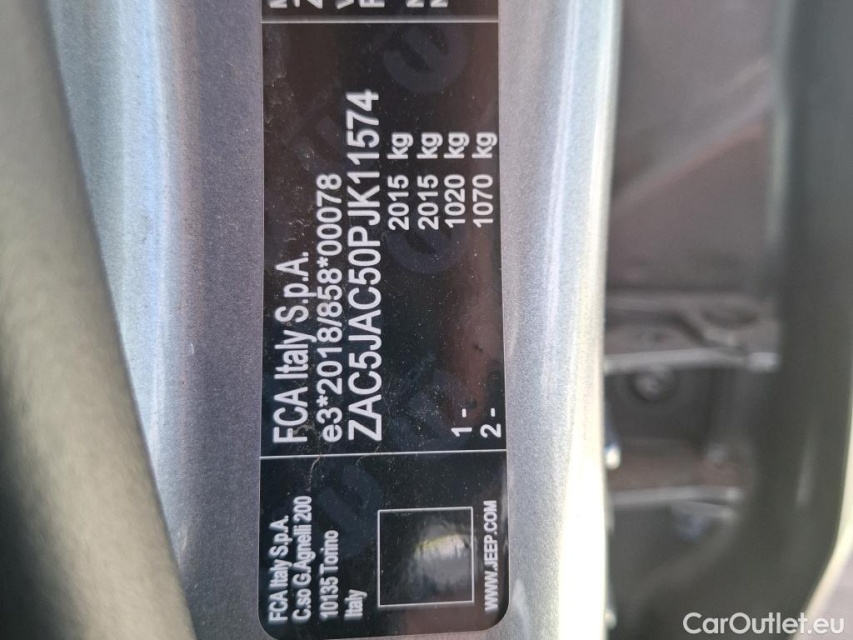 FCA Italy S.p.A.
e3*2018/858*00078
ZAC5JAC50PJK11574
2015 kg
2015 kg
1 - 1020 kg
2- 1070 kg
FCA Italy S.p.A.
C.so G.Agnelli 200
10135 Torino
Italy
WWW.JEEP.COM
CarOutlet.eu